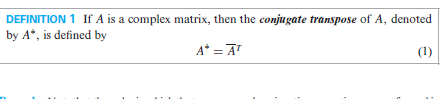 DEFINITION 1 If A is a complex matrix, then the conjugate transpose of A, denoted
by A*, is defined by
A* = A̅ᵀ (1)